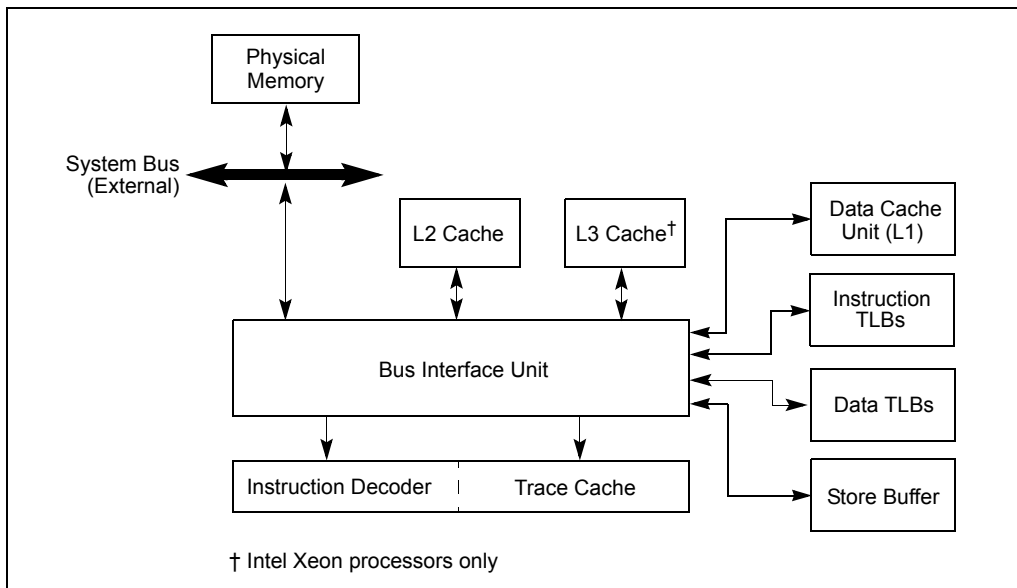 Physical
Memory
System Bus
(External)
L2 Cache
L3 Cache†
Data Cache
Unit (L1)
Instruction
TLBs
Bus Interface Unit
Data TLBs
Instruction Decoder
Trace Cache
Store Buffer
† Intel Xeon processors only